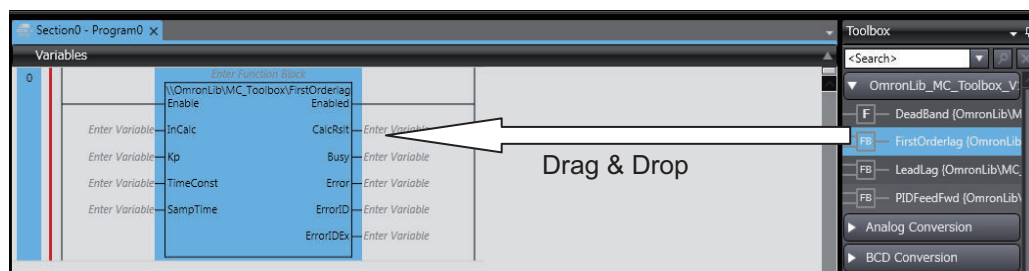 Section0 - Program0
Toolbox
Variables
<Search>
0
Enter Function Block
\\OmronLib\MC_Toolbox\FirstOrderlag
Enable Enabled
Enter Variable InCalc CalcRslt Enter Variable
Enter Variable Kp Busy Enter Variable
Enter Variable TimeConst Error Enter Variable
Enter Variable SampTime ErrorID Enter Variable
ErrorIDEx Enter Variable
Drag & Drop
OmronLib_MC_Toolbox_V
F DeadBand {OmronLib\M
FB FirstOrderlag {OmronLib
FB LeadLag {OmronLib\MC_
FB PIDFeedFwd {OmronLib\
Analog Conversion
BCD Conversion